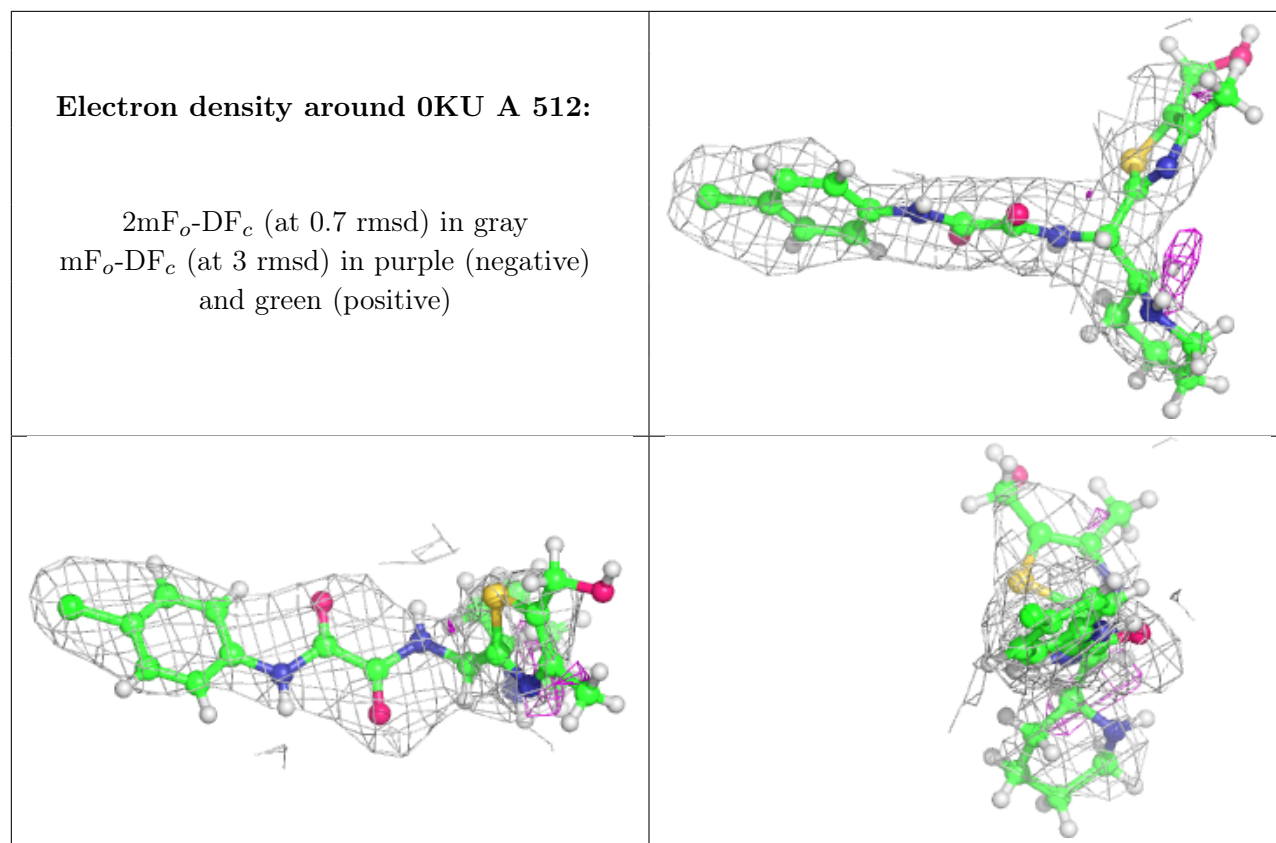 Electron density around 0KU A 512:
2mFo-DFc (at 0.7 rmsd) in gray
mFo-DFc (at 3 rmsd) in purple (negative)
and green (positive)